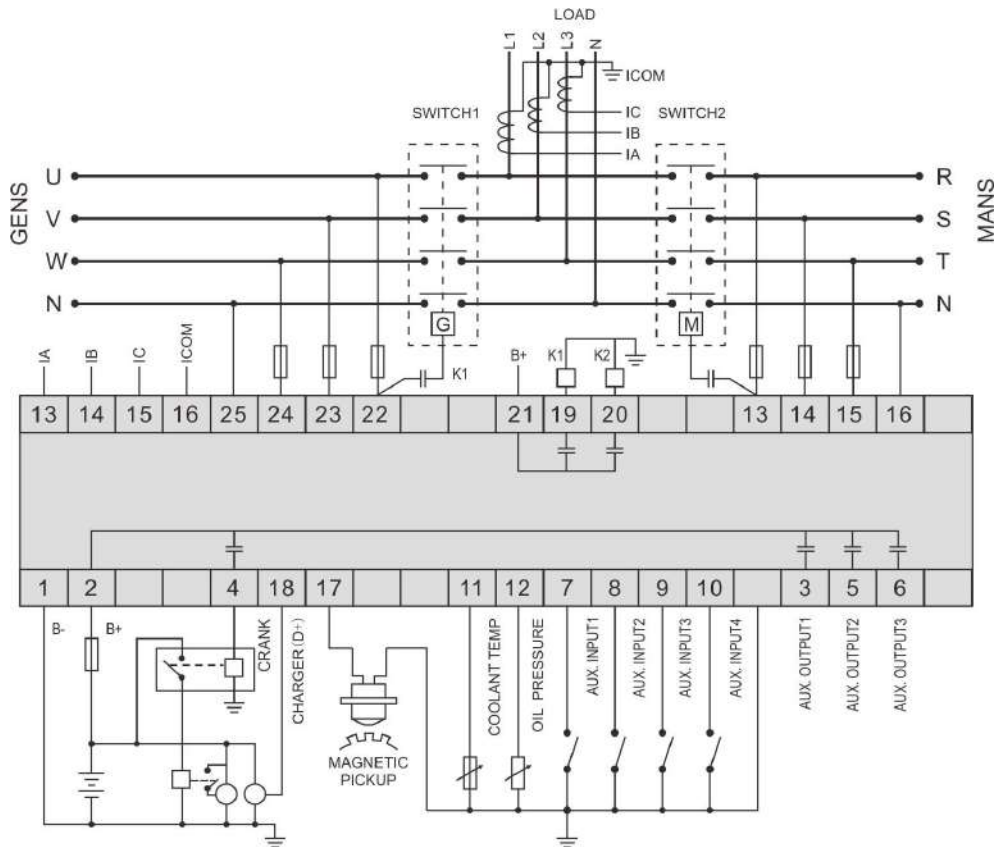 LOAD
L1 L2 L3 N
ICOM
SWITCH1 IC SWITCH2
IB
IA
GENS U R MANS
V S
W T
N N
G M
IA IB IC ICOM K1 B+ K1 K2
13 14 15 16 25 24 23 22 21 19 20 13 14 15 16
1 2 4 18 17 11 12 7 8 9 10 3 5 6
B- B+ CRANK CHARGER(D+) COOLANT TEMP OIL PRESSURE AUX. INPUT1 AUX. INPUT2 AUX. INPUT3 AUX. INPUT4 AUX. OUTPUT1 AUX. OUTPUT2 AUX. OUTPUT3
MAGNETIC
PICKUP